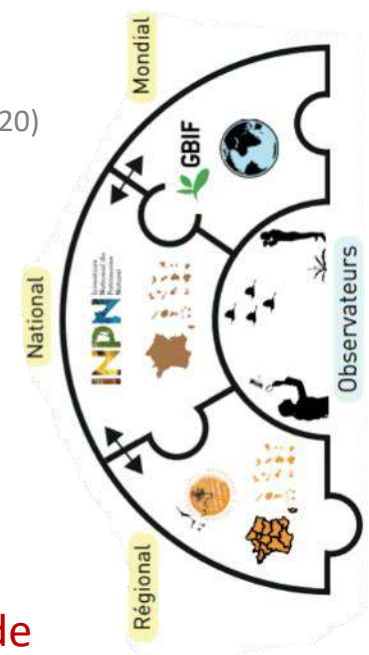 20)
National
Régional
Mondial
INPN
Inventaire
National du
Patrimoine
Naturel
GBIF
Observateurs
de